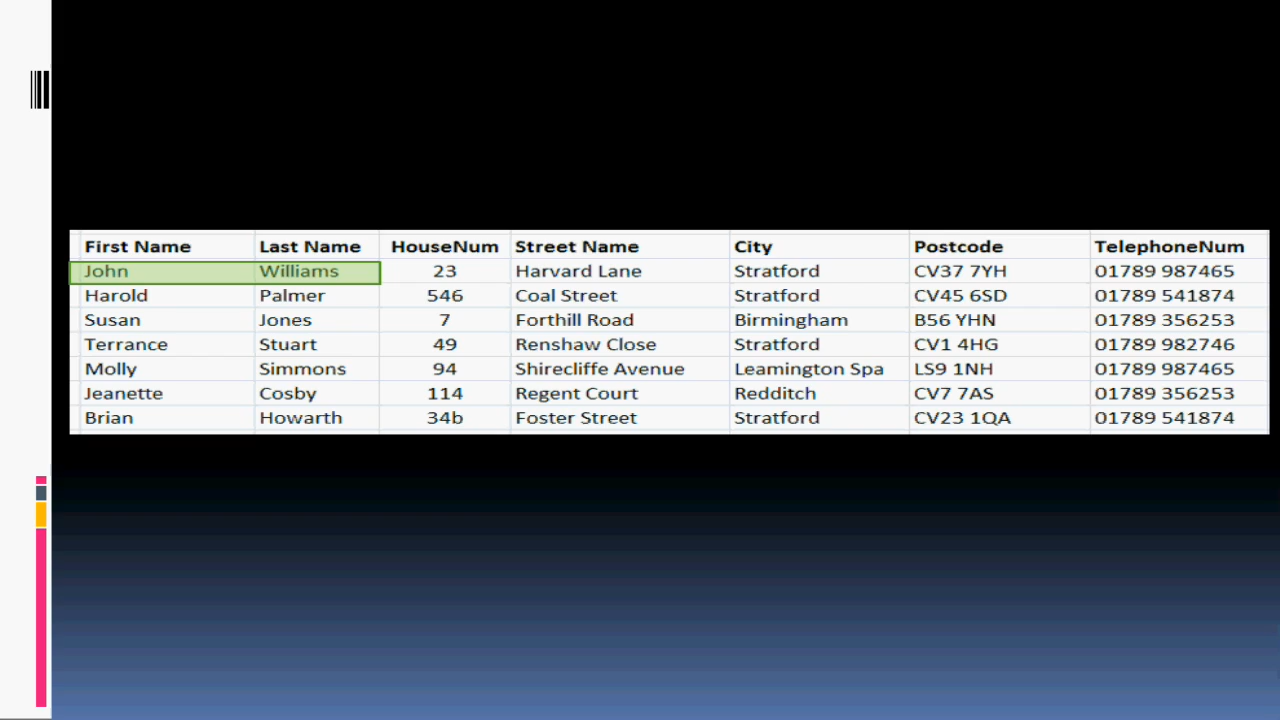 First Name Last Name HouseNum Street Name City Postcode TelephoneNum
John Williams 23 Harvard Lane Stratford CV37 7YH 01789 987465
Harold Palmer 546 Coal Street Stratford CV45 6SD 01789 541874
Susan Jones 7 Forthill Road Birmingham B56 YHN 01789 356253
Terrance Stuart 49 Renshaw Close Stratford CV1 4HG 01789 982746
Molly Simmons 94 Shirecliffe Avenue Leamington Spa LS9 1NH 01789 987465
Jeanette Cosby 114 Regent Court Redditch CV7 7AS 01789 356253
Brian Howarth 34b Foster Street Stratford CV23 1QA 01789 541874